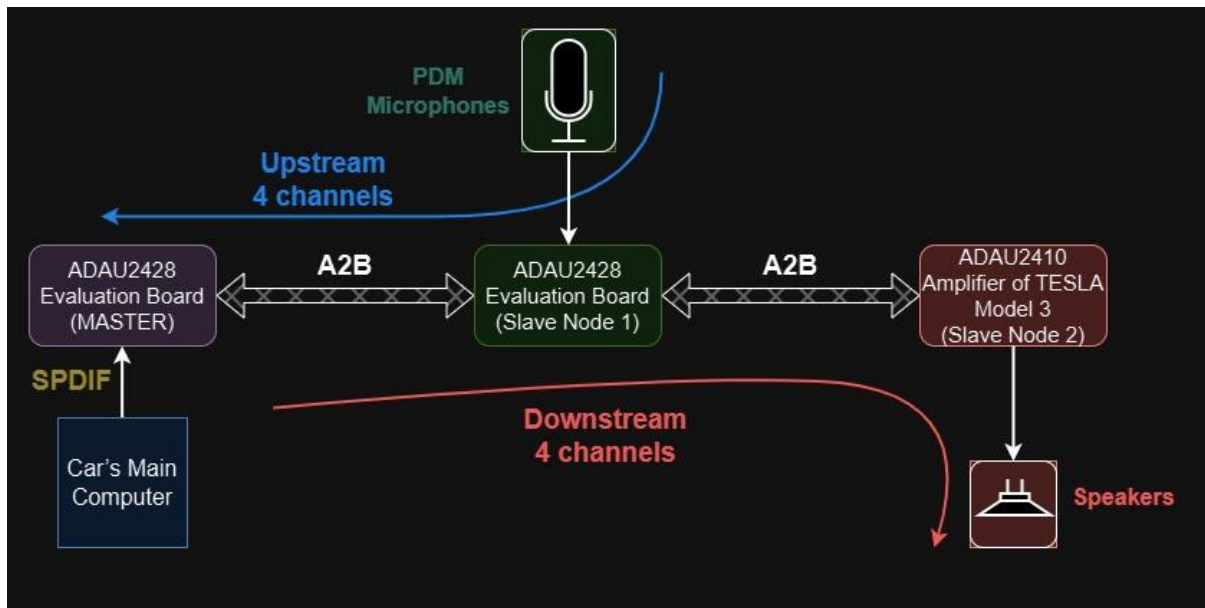 PDM
Microphones
Upstream
4 channels
ADAU2428
Evaluation Board
(MASTER)
A2B
ADAU2428
Evaluation Board
(Slave Node 1)
A2B
ADAU2410
Amplifier of TESLA
Model 3
(Slave Node 2)
SPDIF
Car's Main
Computer
Downstream
4 channels
Speakers